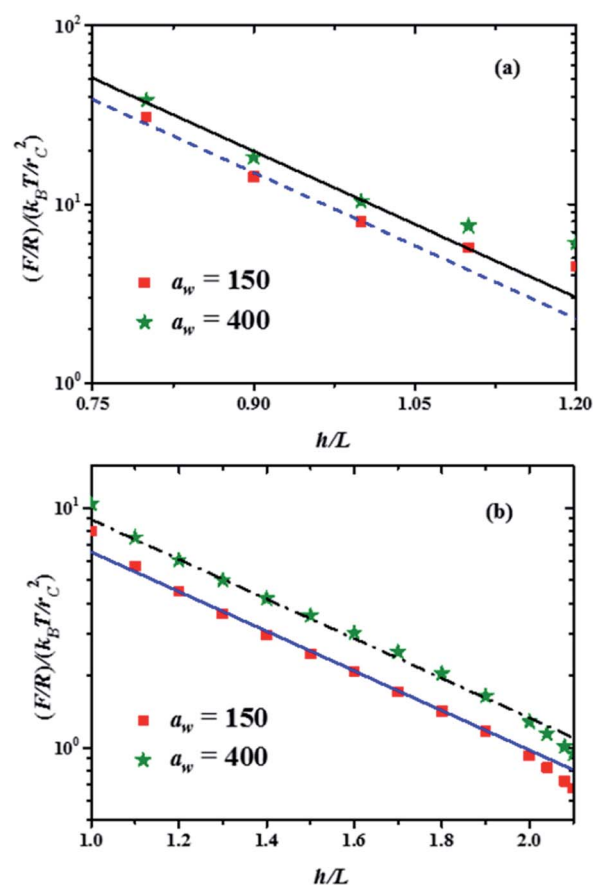 10²
(a)
(F/R)/(k_BT/r_C²)
10¹
a_w = 150
a_w = 400
10⁰
0.75 0.90 1.05 1.20
h/L
10¹
(b)
(F/R)/(k_BT/r_C²)
a_w = 150
10⁰
a_w = 400
1.0 1.2 1.4 1.6 1.8 2.0
h/L